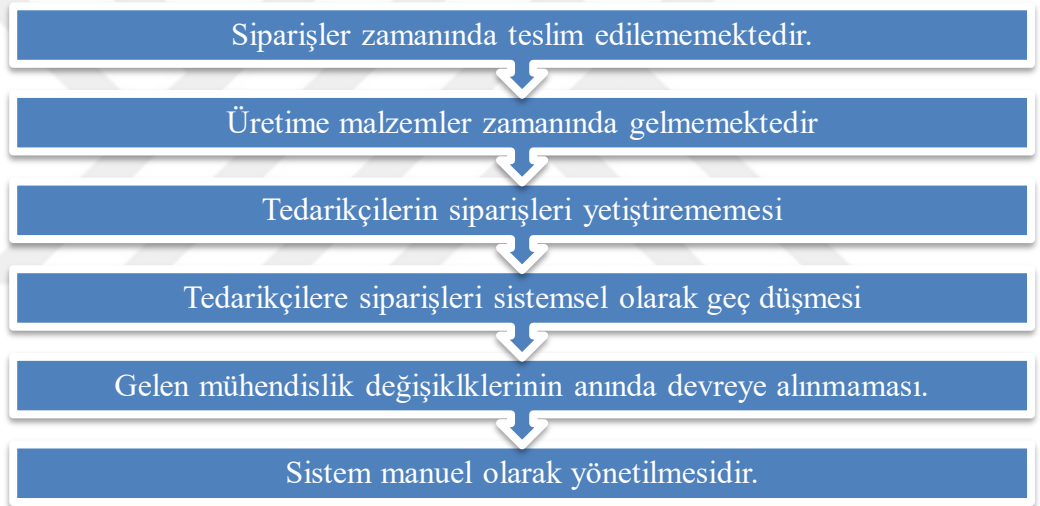 Siparişler zamanında teslim edilememektedir.
Üretime malzemler zamanında gelmemektedir
Tedarikçilerin siparişleri yetiştirememesi
Tedarikçilere siparişleri sistemsel olarak geç düşmesi
Gelen mühendislik değişiklklerinin anında devreye alınmaması.
Sistem manuel olarak yönetilmesidir.